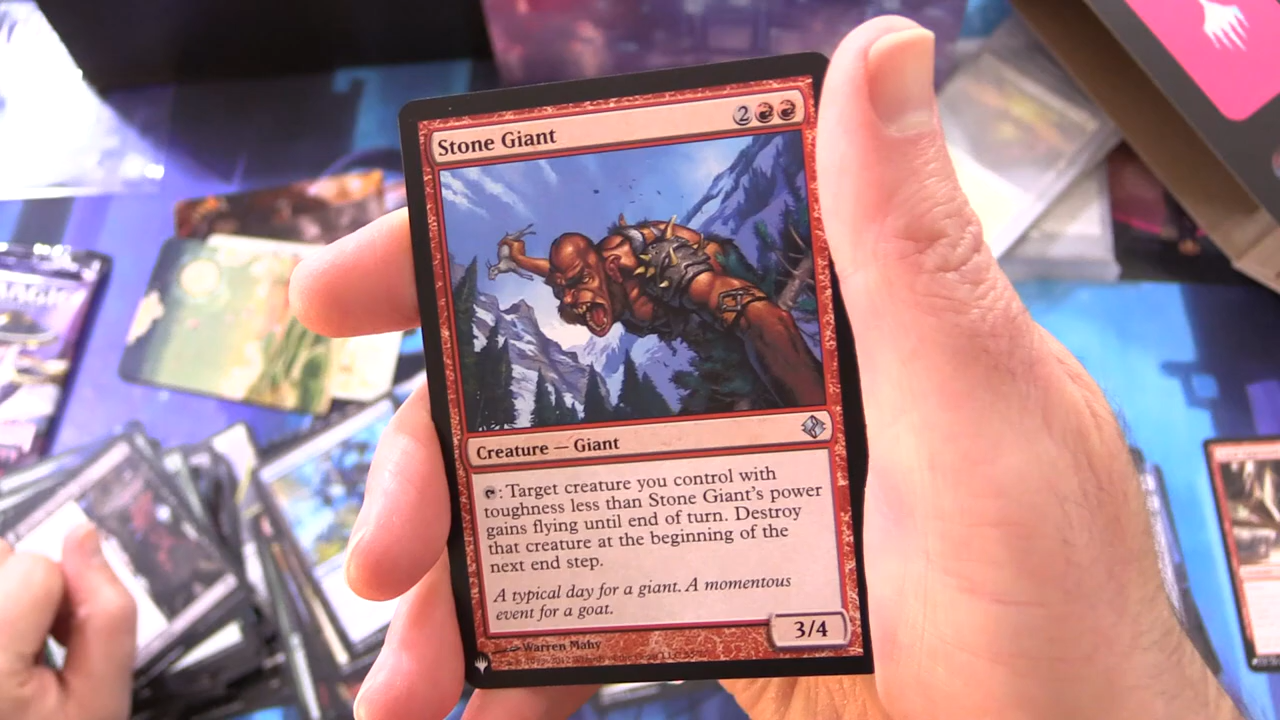 Stone Giant 2
Creature — Giant
: Target creature you control with
toughness less than Stone Giant's power
gains flying until end of turn. Destroy
that creature at the beginning of the
next end step.
A typical day for a giant. A momentous
event for a goat.
3/4
Warren Mahy